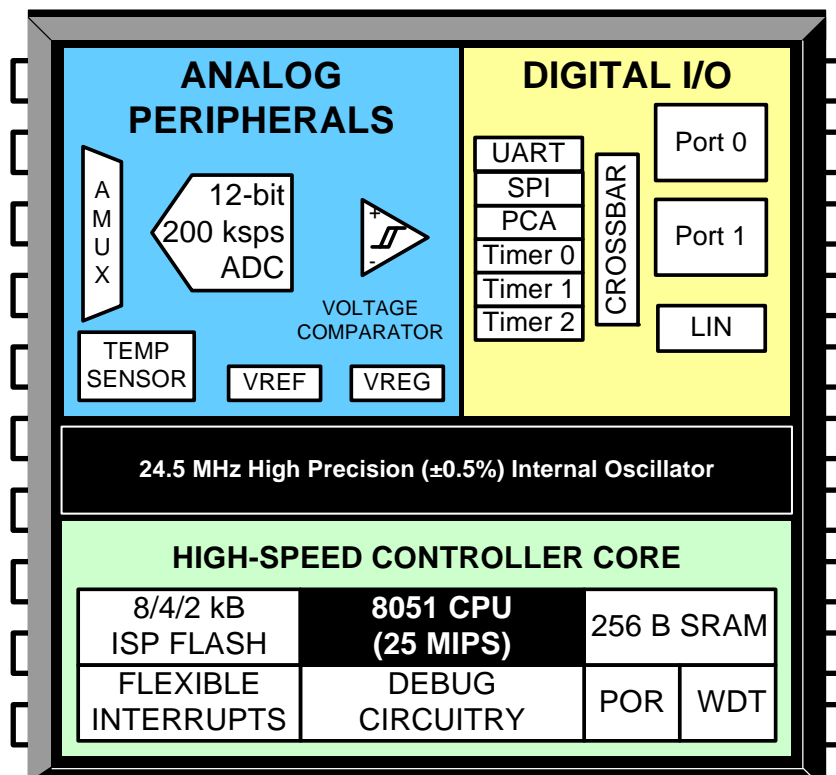 ANALOG
PERIPHERALS
A
M
U
X
12-bit
200 ksps
ADC
+
-
VOLTAGE
COMPARATOR
TEMP
SENSOR
VREF
VREG
DIGITAL I/O
UART
SPI
PCA
Timer 0
Timer 1
Timer 2
CROSSBAR
Port 0
Port 1
LIN
24.5 MHz High Precision (±0.5%) Internal Oscillator
HIGH-SPEED CONTROLLER CORE
8/4/2 kB
ISP FLASH
8051 CPU
(25 MIPS)
256 B SRAM
FLEXIBLE
INTERRUPTS
DEBUG
CIRCUITRY
POR
WDT